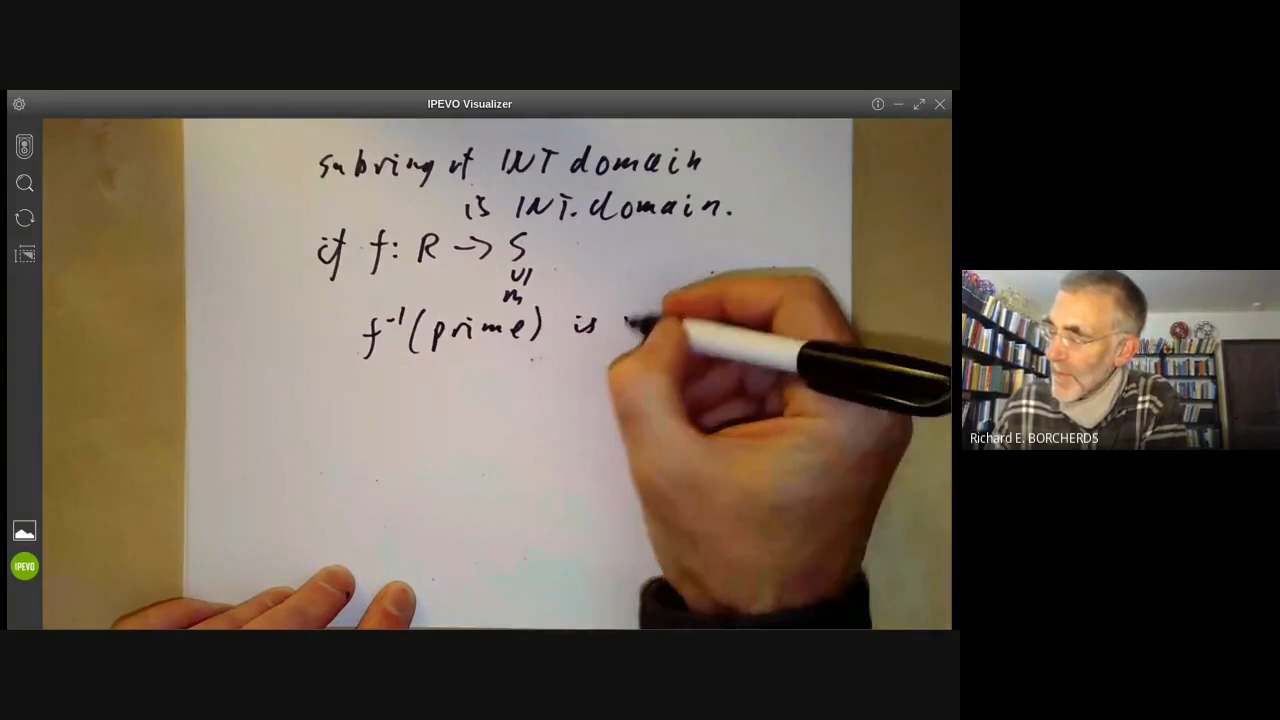 IPEVO Visualizer
subring of INT domain
is INT. domain.
if f: R → S
∪|
m
f⁻¹(prime) is
IPEVO
Richard E. BORCHERDS